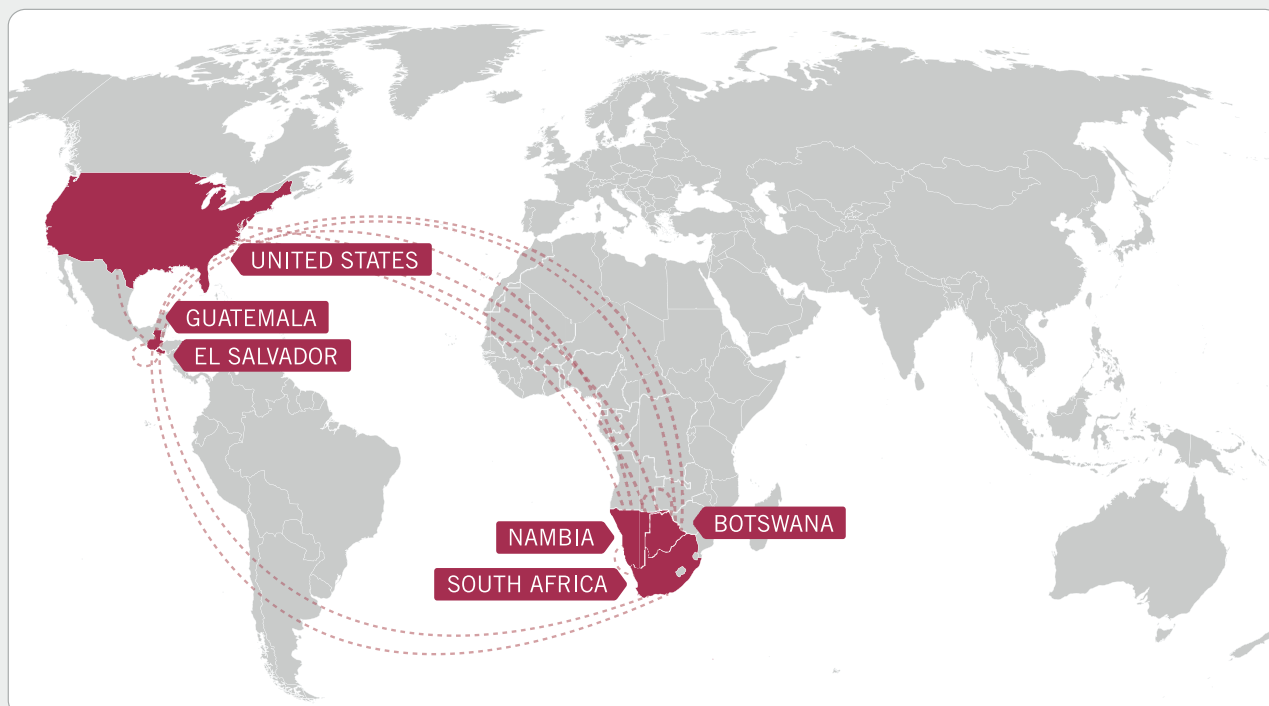 UNITED STATES
GUATEMALA
EL SALVADOR
NAMBIA
BOTSWANA
SOUTH AFRICA